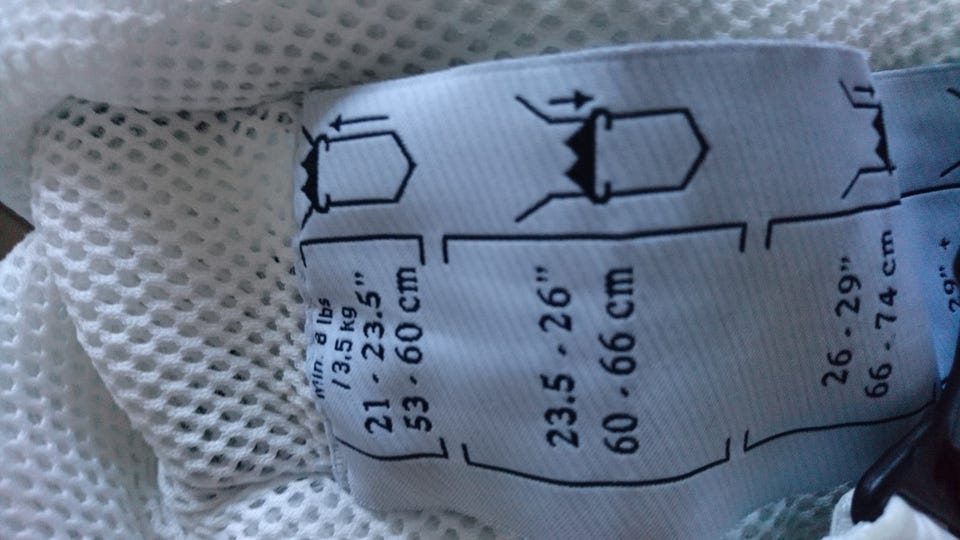 Min. 8 lbs
/ 3.5 kg
21 - 23.5"
53 - 60 cm
23.5 - 26"
60 - 66 cm
26 - 29"
66 - 74 cm
29" +